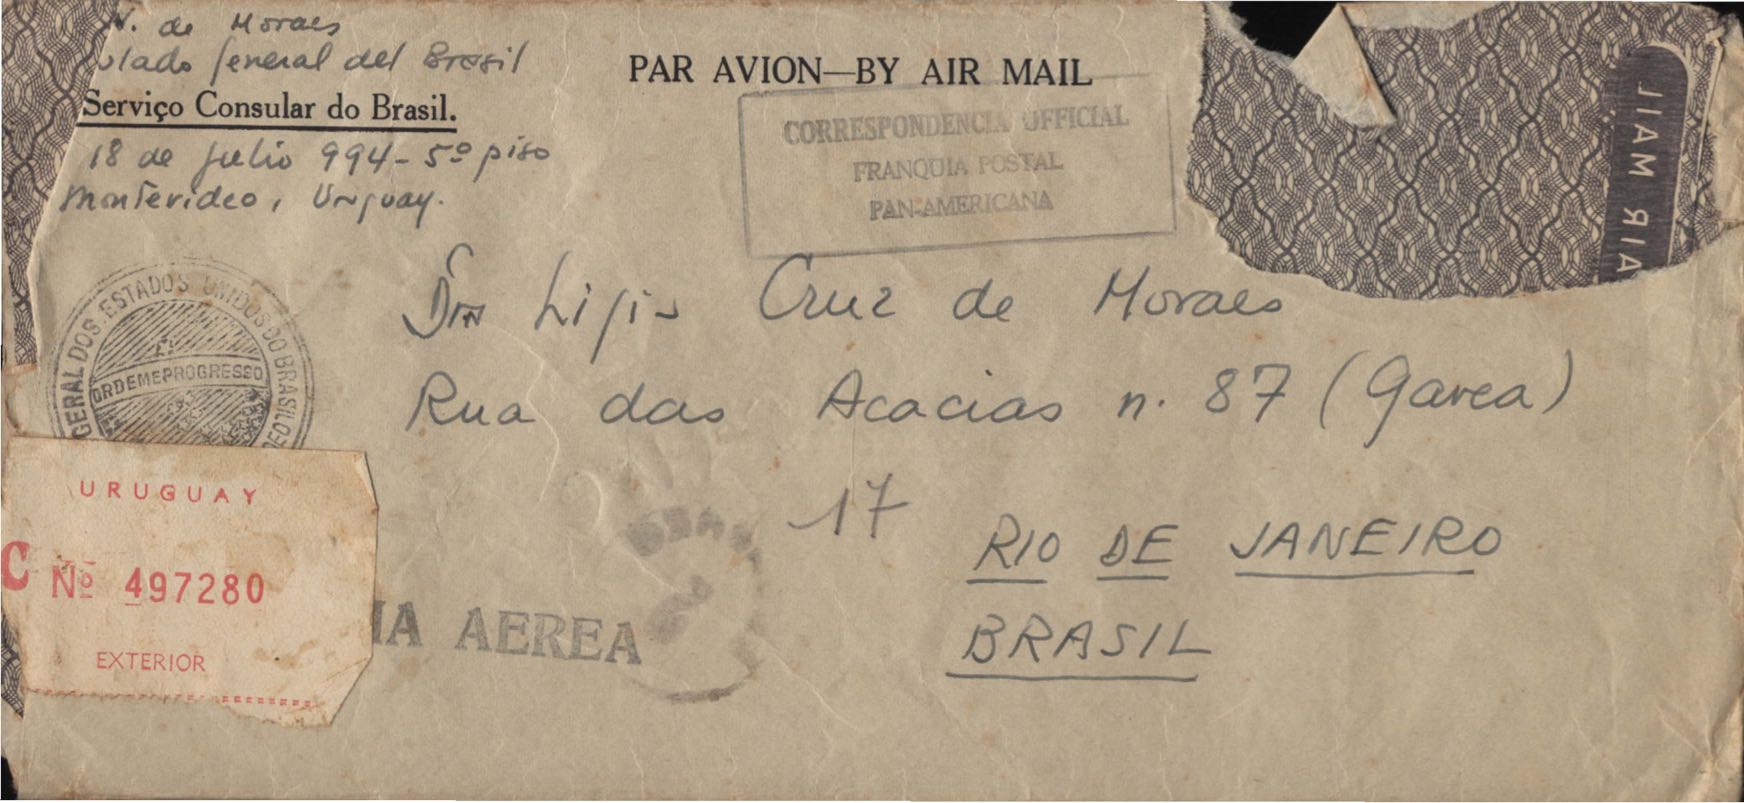 V. de Moraes
ulado General del Brasil
Serviço Consular do Brasil.
18 de Julio 994 - 5º piso
Montevideo, Uruguay.
PAR AVION—BY AIR MAIL
CORRESPONDENCIA OFFICIAL
FRANQUIA POSTAL
PAN-AMERICANA
AIR MAIL
Ligia Cruz de Moraes
Rua das Acacias n. 87 (Gavea)
17
RIO DE JANEIRO
BRASIL
GERAL DOS ESTADOS UNIDOS DO BRASIL
ORDEM E PROGRESSO
URUGUAY
C Nº 497280
EXTERIOR
IA AEREA